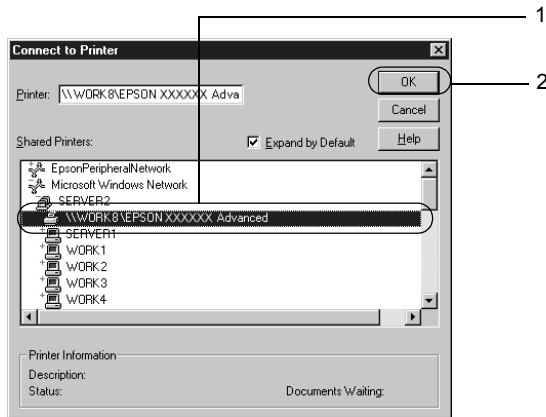 1
Connect to Printer
Printer: \\WORK8\EPSON XXXXXX Adva
OK
2
Cancel
Shared Printers:
Expand by Default
Help
EpsonPeripheralNetwork
Microsoft Windows Network
SERVER2
\\WORK8\EPSON XXXXXX Advanced
SERVER1
WORK1
WORK2
WORK3
WORK4
Printer Information
Description:
Status:
Documents Waiting: